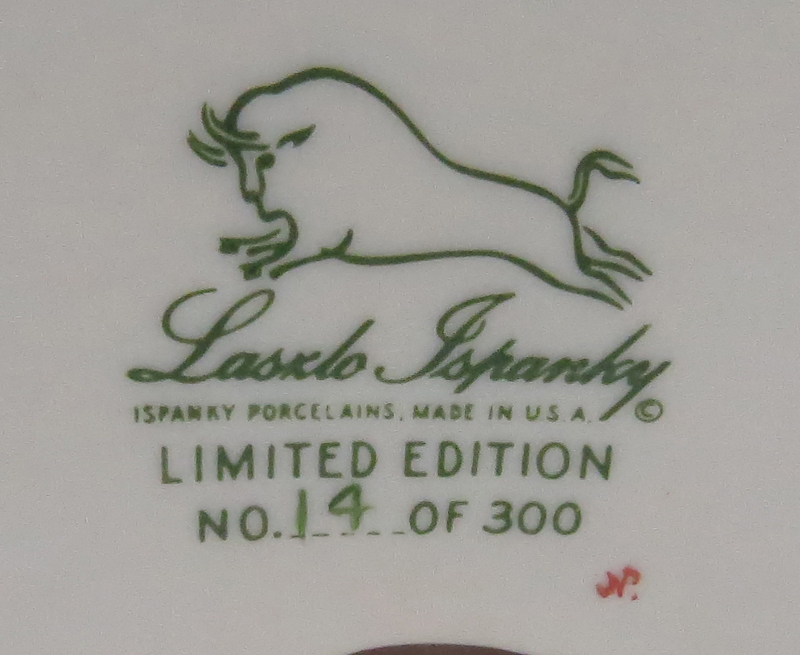 Laszlo Ispanky
ISPANKY PORCELAINS, MADE IN U.S.A. ©
LIMITED EDITION
NO. 14 OF 300
N.